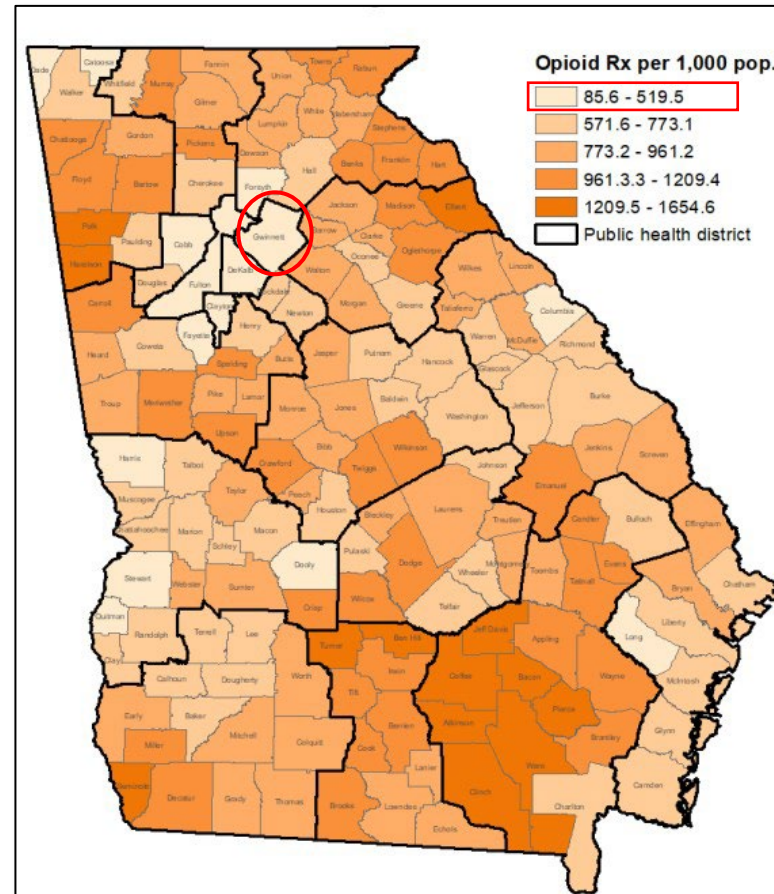 Opioid Rx per 1,000 pop.
85.6 - 519.5
571.6 - 773.1
773.2 - 961.2
961.3.3 - 1209.4
1209.5 - 1654.6
Public health district
Dade
Catoosa
Walker
Whitfield
Murray
Fannin
Gilmer
Union
Towns
Rabun
White
Habersham
Lumpkin
Stephens
Chattooga
Gordon
Pickens
Dawson
Hall
Banks
Franklin
Hart
Floyd
Bartow
Cherokee
Forsyth
Jackson
Madison
Elbert
Polk
Paulding
Cobb
Gwinnett
Barrow
Clarke
Oglethorpe
Haralson
Douglas
Fulton
DeKalb
Walton
Oconee
Wilkes
Lincoln
Carroll
Clayton
Rockdale
Newton
Morgan
Greene
Taliaferro
Columbia
McDuffie
Fayette
Henry
Warren
Richmond
Heard
Coweta
Spalding
Butts
Jasper
Putnam
Hancock
Glascock
Troup
Meriwether
Pike
Lamar
Monroe
Jones
Baldwin
Washington
Jefferson
Burke
Upson
Bibb
Wilkinson
Jenkins
Screven
Harris
Talbot
Crawford
Twiggs
Johnson
Emanuel
Muscogee
Taylor
Peach
Houston
Bleckley
Laurens
Candler
Bulloch
Effingham
Chattahoochee
Marion
Schley
Macon
Treutlen
Pulaski
Dodge
Wheeler
Montgomery
Toombs
Evans
Tattnall
Bryan
Chatham
Stewart
Webster
Sumter
Dooly
Crisp
Wilcox
Telfair
Liberty
Long
Quitman
Randolph
Terrell
Lee
Turner
Ben Hill
Jeff Davis
Appling
Wayne
McIntosh
Clay
Calhoun
Dougherty
Worth
Tift
Irwin
Coffee
Bacon
Pierce
Early
Baker
Mitchell
Colquitt
Cook
Berrien
Atkinson
Ware
Brantley
Glynn
Miller
Lanier
Clinch
Charlton
Camden
Seminole
Decatur
Grady
Thomas
Brooks
Lowndes
Echols